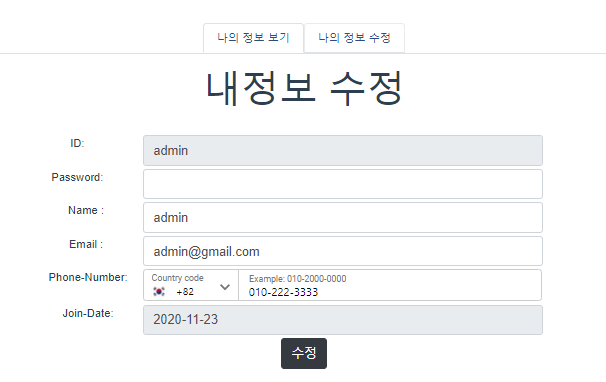 나의 정보 보기 나의 정보 수정
내정보 수정
ID: admin
Password:
Name : admin
Email : admin@gmail.com
Phone-Number: Country code +82 Example: 010-2000-0000 010-222-3333
Join-Date: 2020-11-23
수정